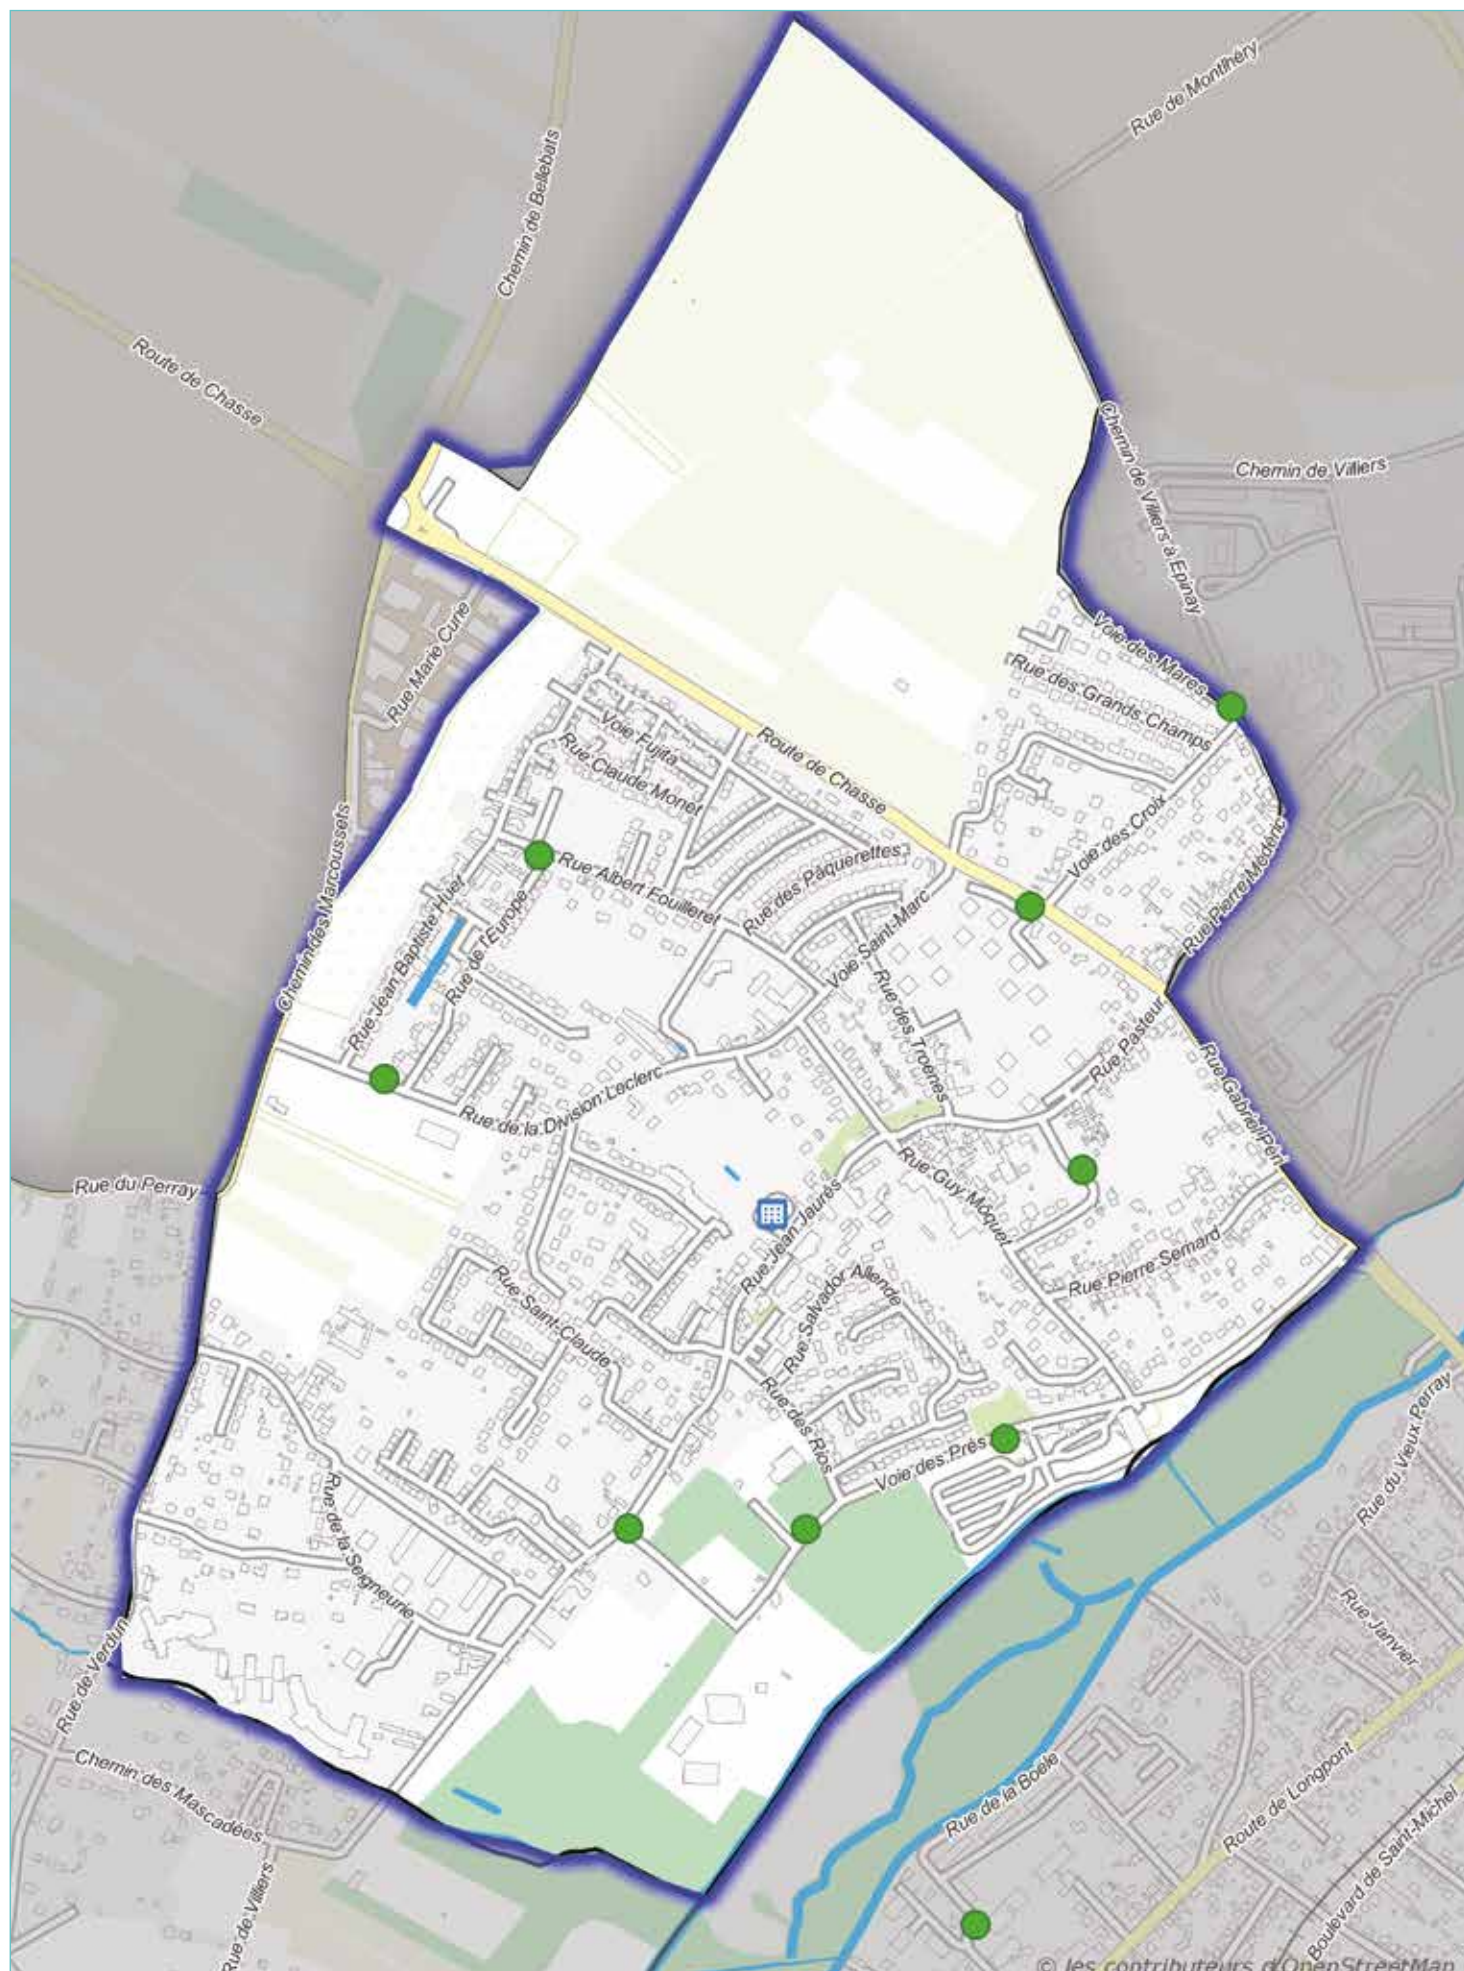 Rue de Montlhéry
Chemin de Bellebats
Route de Chasse
Chemin de Villiers
Chemin de Villiers à Epinay
Rue Marie Curie
Voie des Mares
Rue des Grands Champs
Voie Fujita
Rue Claude Monet
Route de Chasse
Voie des Croix
Rue Pierre Médéric
Chemin des Marcoussets
Rue Albert Fouilleret
Rue des Pâquerettes
Voie Saint-Marc
Rue Jean Baptiste Huet
Rue de l'Europe
Rue des Troënes
Rue Pasteur
Rue Gabriel Péri
Rue de la Division Leclerc
Rue du Perray
Rue Guy Môquet
Rue Jean Jaurès
Rue Pierre Semard
Rue Saint-Claude
Rue Salvador Allende
Rue des Rios
Voie des Prés
Rue du Vieux Perray
Rue de la Seigneurie
Rue Janvier
Rue de Verdun
Chemin des Mascadées
Rue de la Boële
Route de Longpont
Boulevard de Saint-Michel
Rue de Villiers
© les contributeurs d'OpenStreetMap